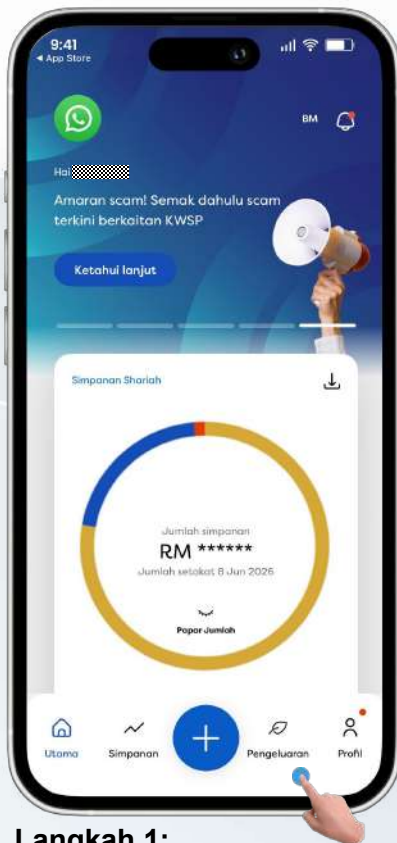 9:41
◄ App Store
BM
Hai
Amaran scam! Semak dahulu scam
terkini berkaitan KWSP
Ketahui lanjut
Simpanan Shariah
Jumlah simpanan
RM ******
Jumlah setakat 8 Jun 2026
Papar Jumlah
Utama
Simpanan
Pengeluaran
Profil
Langkah 1: